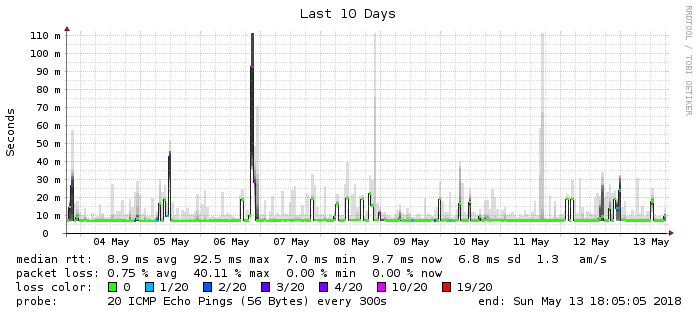 Last 10 Days
RRDTOOL / TOBI OETIKER
Seconds
110 m
100 m
90 m
80 m
70 m
60 m
50 m
40 m
30 m
20 m
10 m
0
04 May 05 May 06 May 07 May 08 May 09 May 10 May 11 May 12 May 13 May
median rtt: 8.9 ms avg 92.5 ms max 7.0 ms min 9.7 ms now 6.8 ms sd 1.3 am/s
packet loss: 0.75 % avg 40.11 % max 0.00 % min 0.00 % now
loss color: 0 1/20 2/20 3/20 4/20 10/20 19/20
probe: 20 ICMP Echo Pings (56 Bytes) every 300s end: Sun May 13 18:05:05 2018